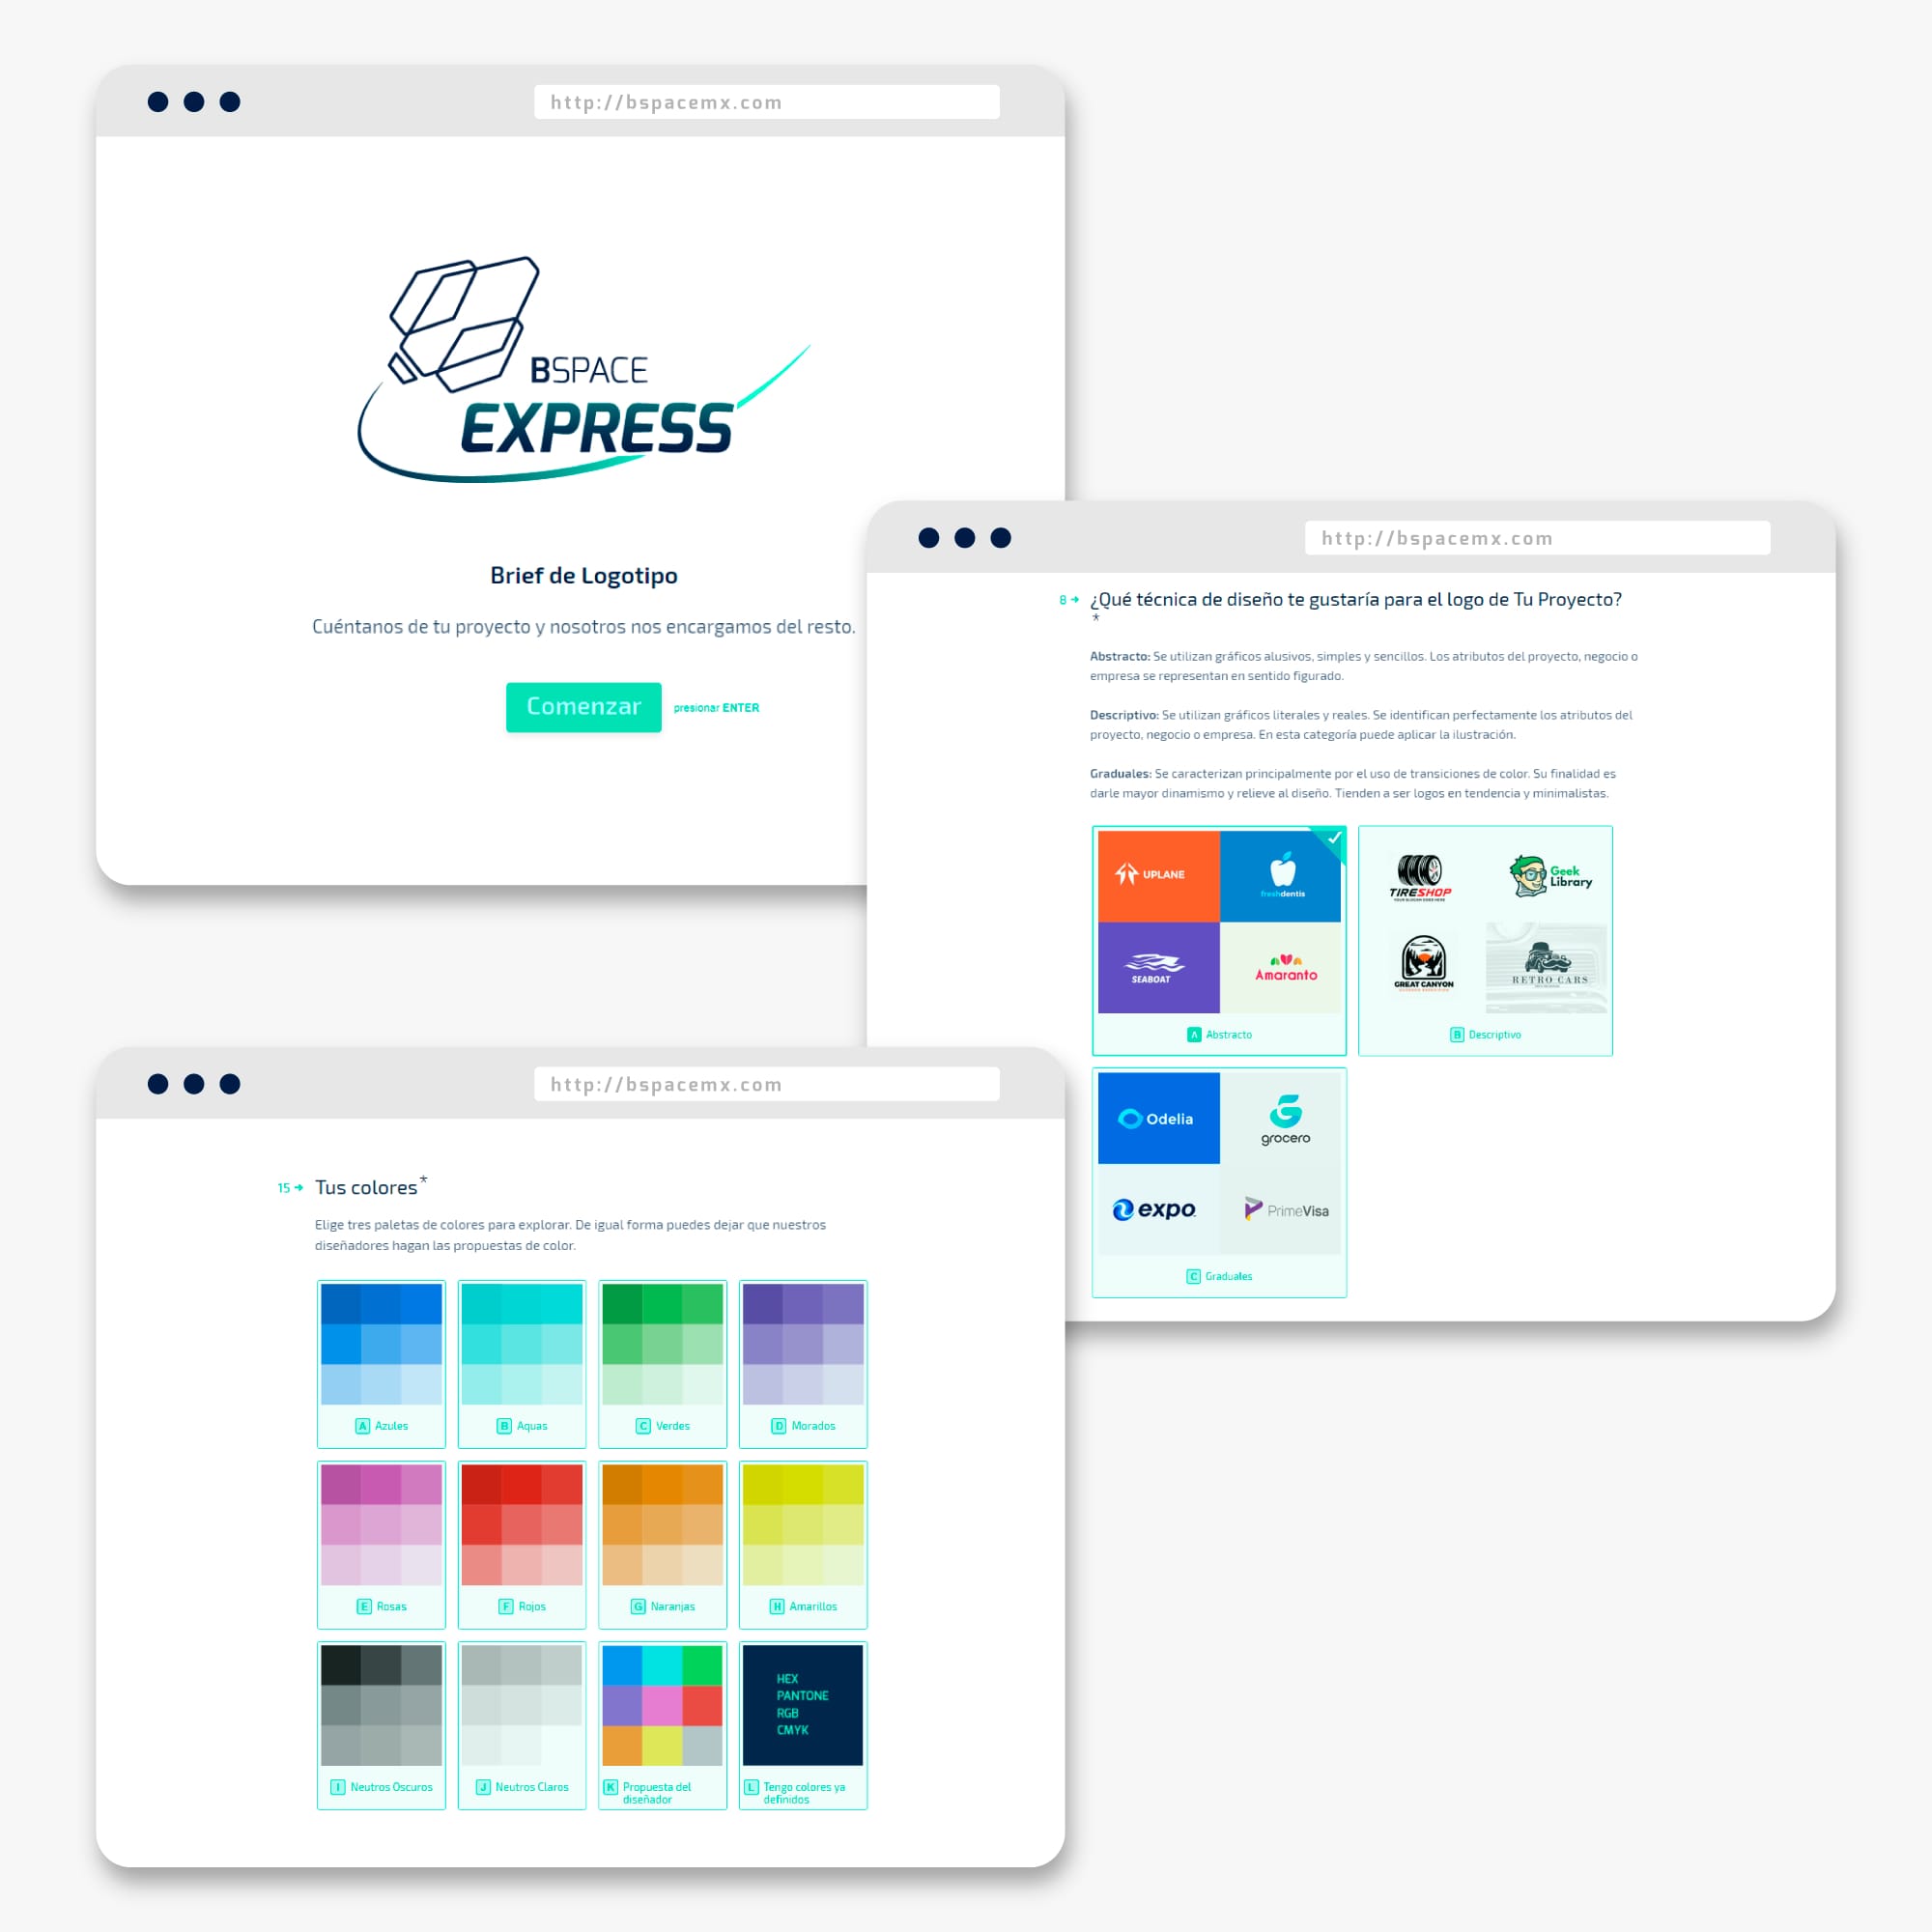 http://bspacemx.com
BSPACE
EXPRESS
Brief de Logotipo
Cuéntanos de tu proyecto y nosotros nos encargamos del resto.
Comenzar
presionar ENTER
http://bspacemx.com
8 → ¿Qué técnica de diseño te gustaría para el logo de Tu Proyecto?
*
Abstracto: Se utilizan gráficos alusivos, simples y sencillos. Los atributos del proyecto, negocio o
empresa se representan en sentido figurado.
Descriptivo: Se utilizan gráficos literales y reales. Se identifican perfectamente los atributos del
proyecto, negocio o empresa. En esta categoría puede aplicar la ilustración.
Graduales: Se caracterizan principalmente por el uso de transiciones de color. Su finalidad es
darle mayor dinamismo y relieve al diseño. Tienden a ser logos en tendencia y minimalistas.
UPLANE
freshdentis
SEABOAT
Amaranto
A Abstracto
TIRESHOP
YOUR SLOGAN GOES HERE
Geek
Library
GREAT CANYON
RETRO CARS
B Descriptivo
Odelia
grocero
expo
PrimeVisa
C Graduales
http://bspacemx.com
15 → Tus colores*
Elige tres paletas de colores para explorar. De igual forma puedes dejar que nuestros
diseñadores hagan las propuestas de color.
A Azules
B Aquas
C Verdes
D Morados
E Rosas
F Rojos
G Naranjas
H Amarillos
I Neutros Oscuros
J Neutros Claros
K Propuesta del
diseñador
HEX
PANTONE
RGB
CMYK
L Tengo colores ya
definidos